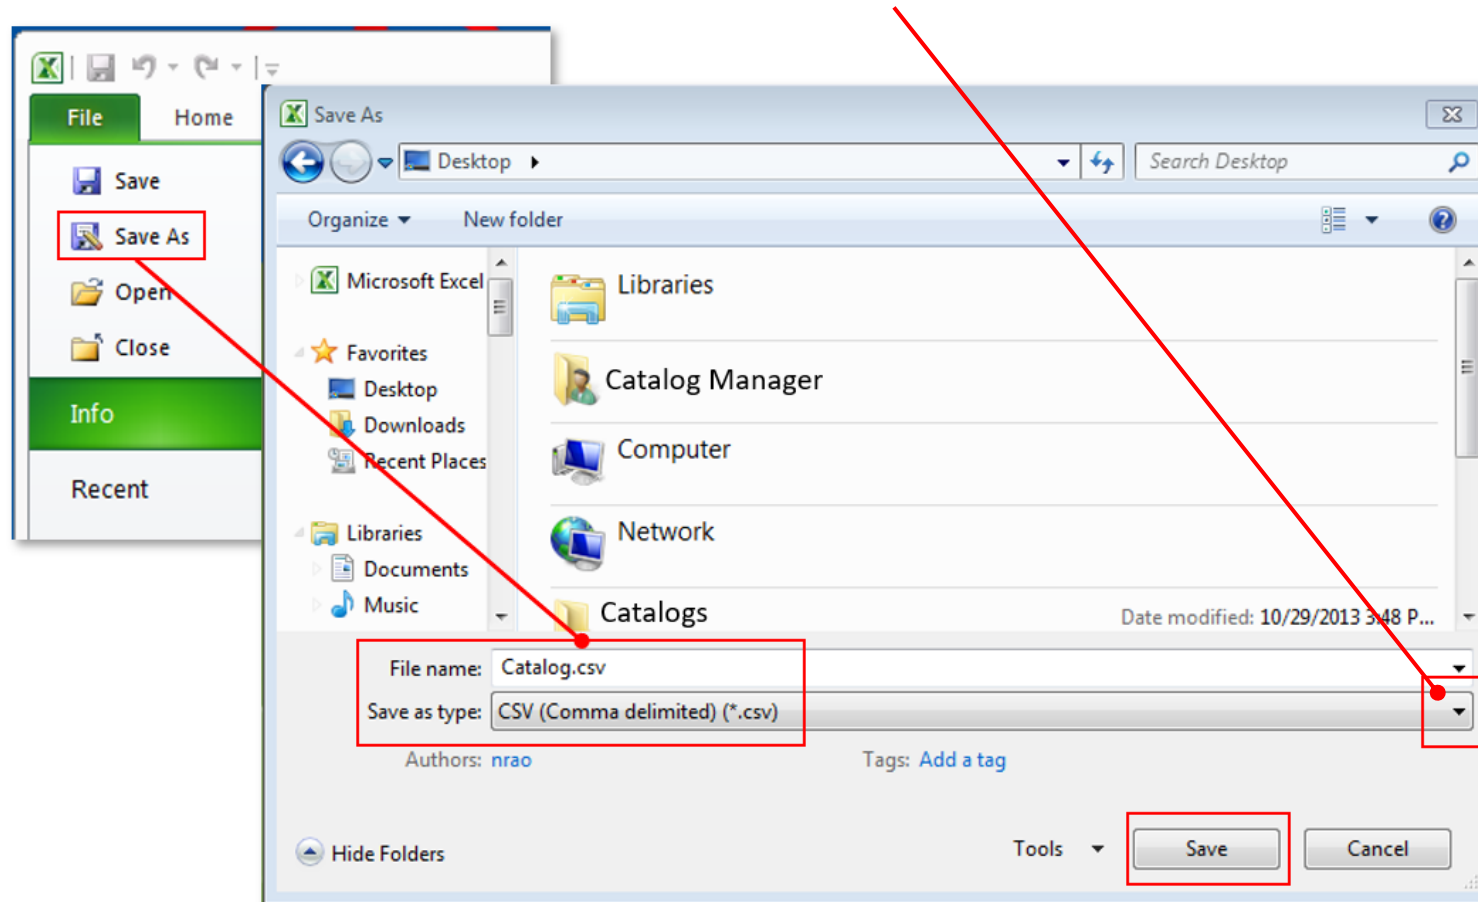 File Home
Save
Save As
Open
Close
Info
Recent
Save As
Desktop
Search Desktop
Organize New folder
Microsoft Excel
Favorites
Desktop
Downloads
Recent Places
Libraries
Documents
Music
Libraries
Catalog Manager
Computer
Network
Catalogs
Date modified: 10/29/2013 3:48 P...
File name: Catalog.csv
Save as type: CSV (Comma delimited) (*.csv)
Authors: nrao Tags: Add a tag
Hide Folders Tools Save Cancel